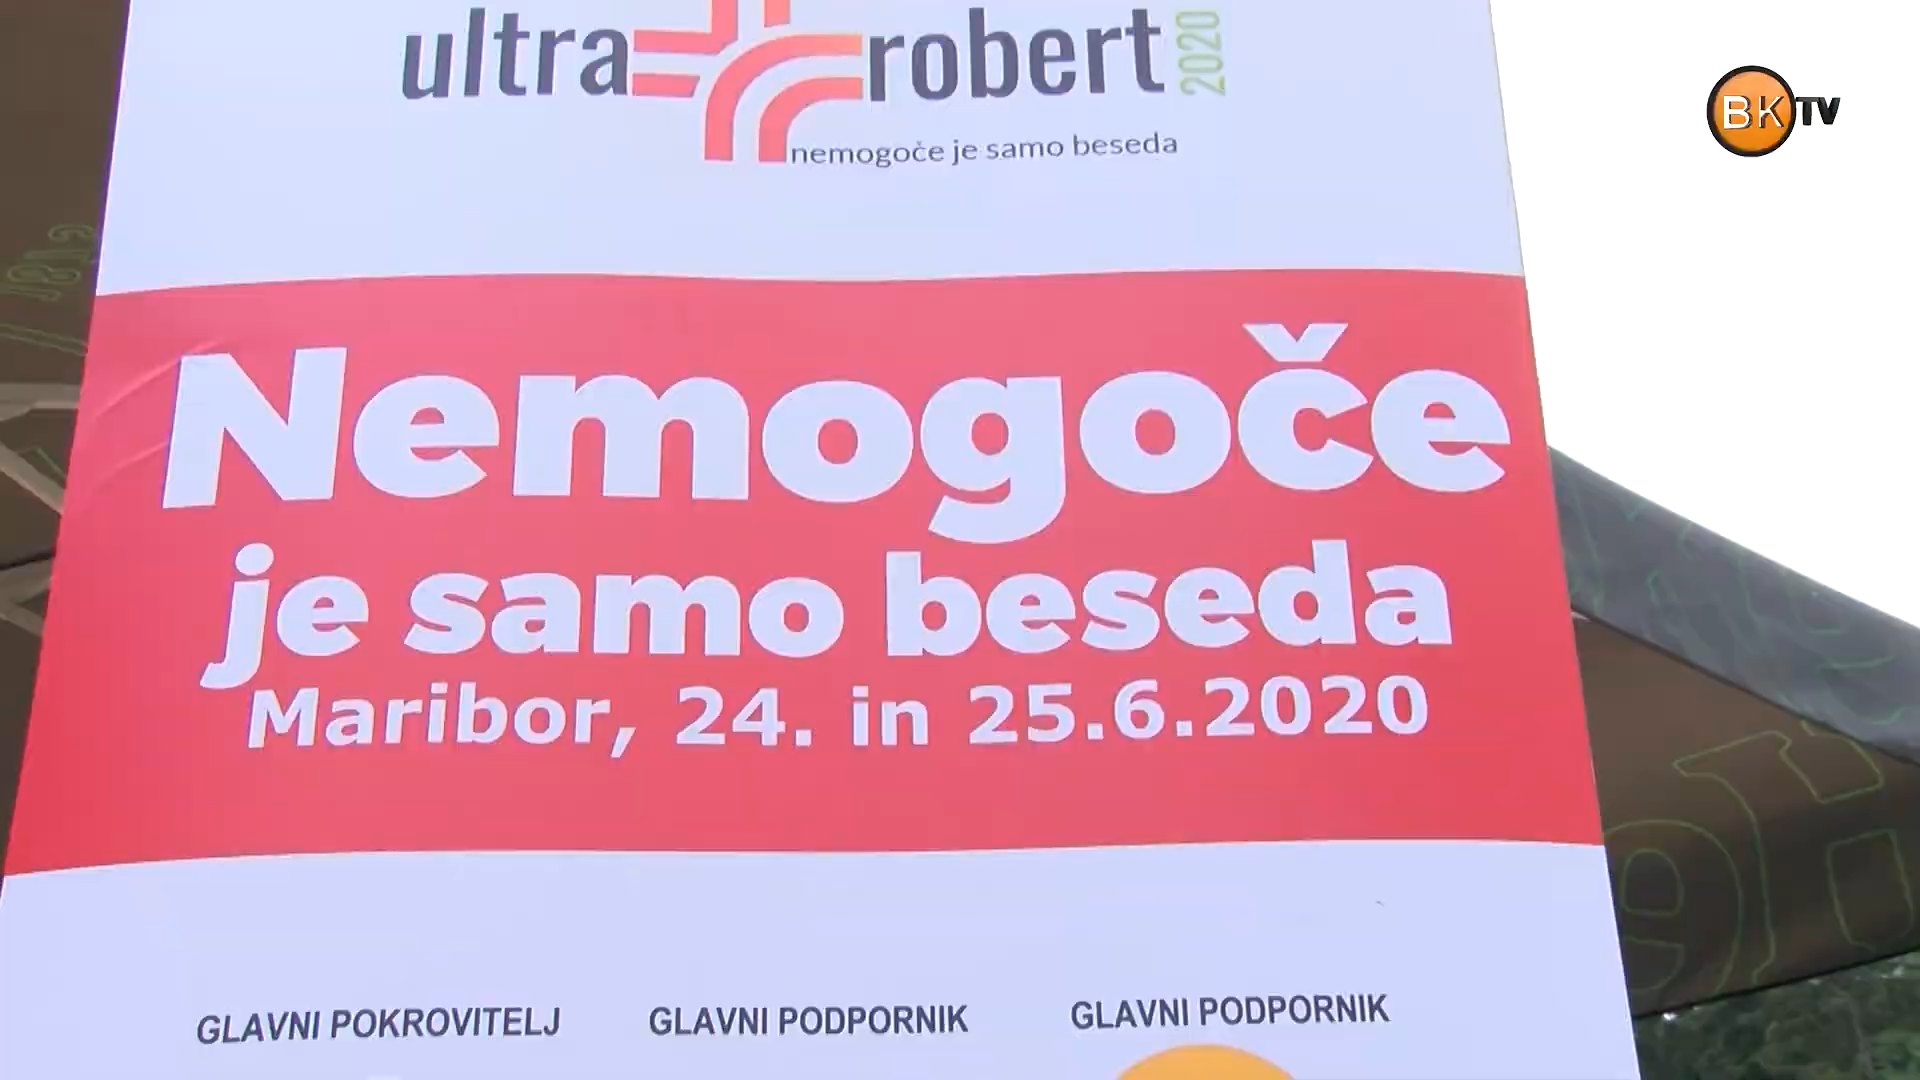 ultra robert 2020
nemogoče je samo beseda
BKTV
Nemogoče
je samo beseda
Maribor, 24. in 25.6.2020
GLAVNI POKROVITELJ
GLAVNI PODPORNIK
GLAVNI PODPORNIK